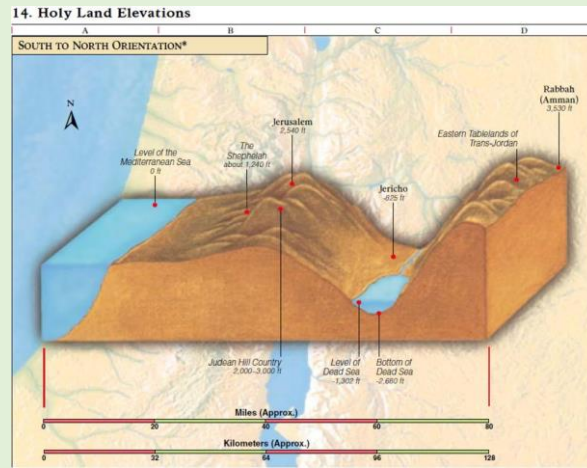 14. Holy Land Elevations
A B C D
SOUTH TO NORTH ORIENTATION*
N
Rabbah
(Amman)
3,530 ft
Jerusalem
2,540 ft
Eastern Tablelands of
Trans-Jordan
Level of the
Mediterranean Sea
0 ft
The
Shephelah
about 1,240 ft
Jericho
-825 ft
Judean Hill Country
2,000-3,000 ft
Level of
Dead Sea
-1,302 ft
Bottom of
Dead Sea
-2,660 ft
Miles (Approx.)
0 20 40 60 80
Kilometers (Approx.)
0 32 64 96 128